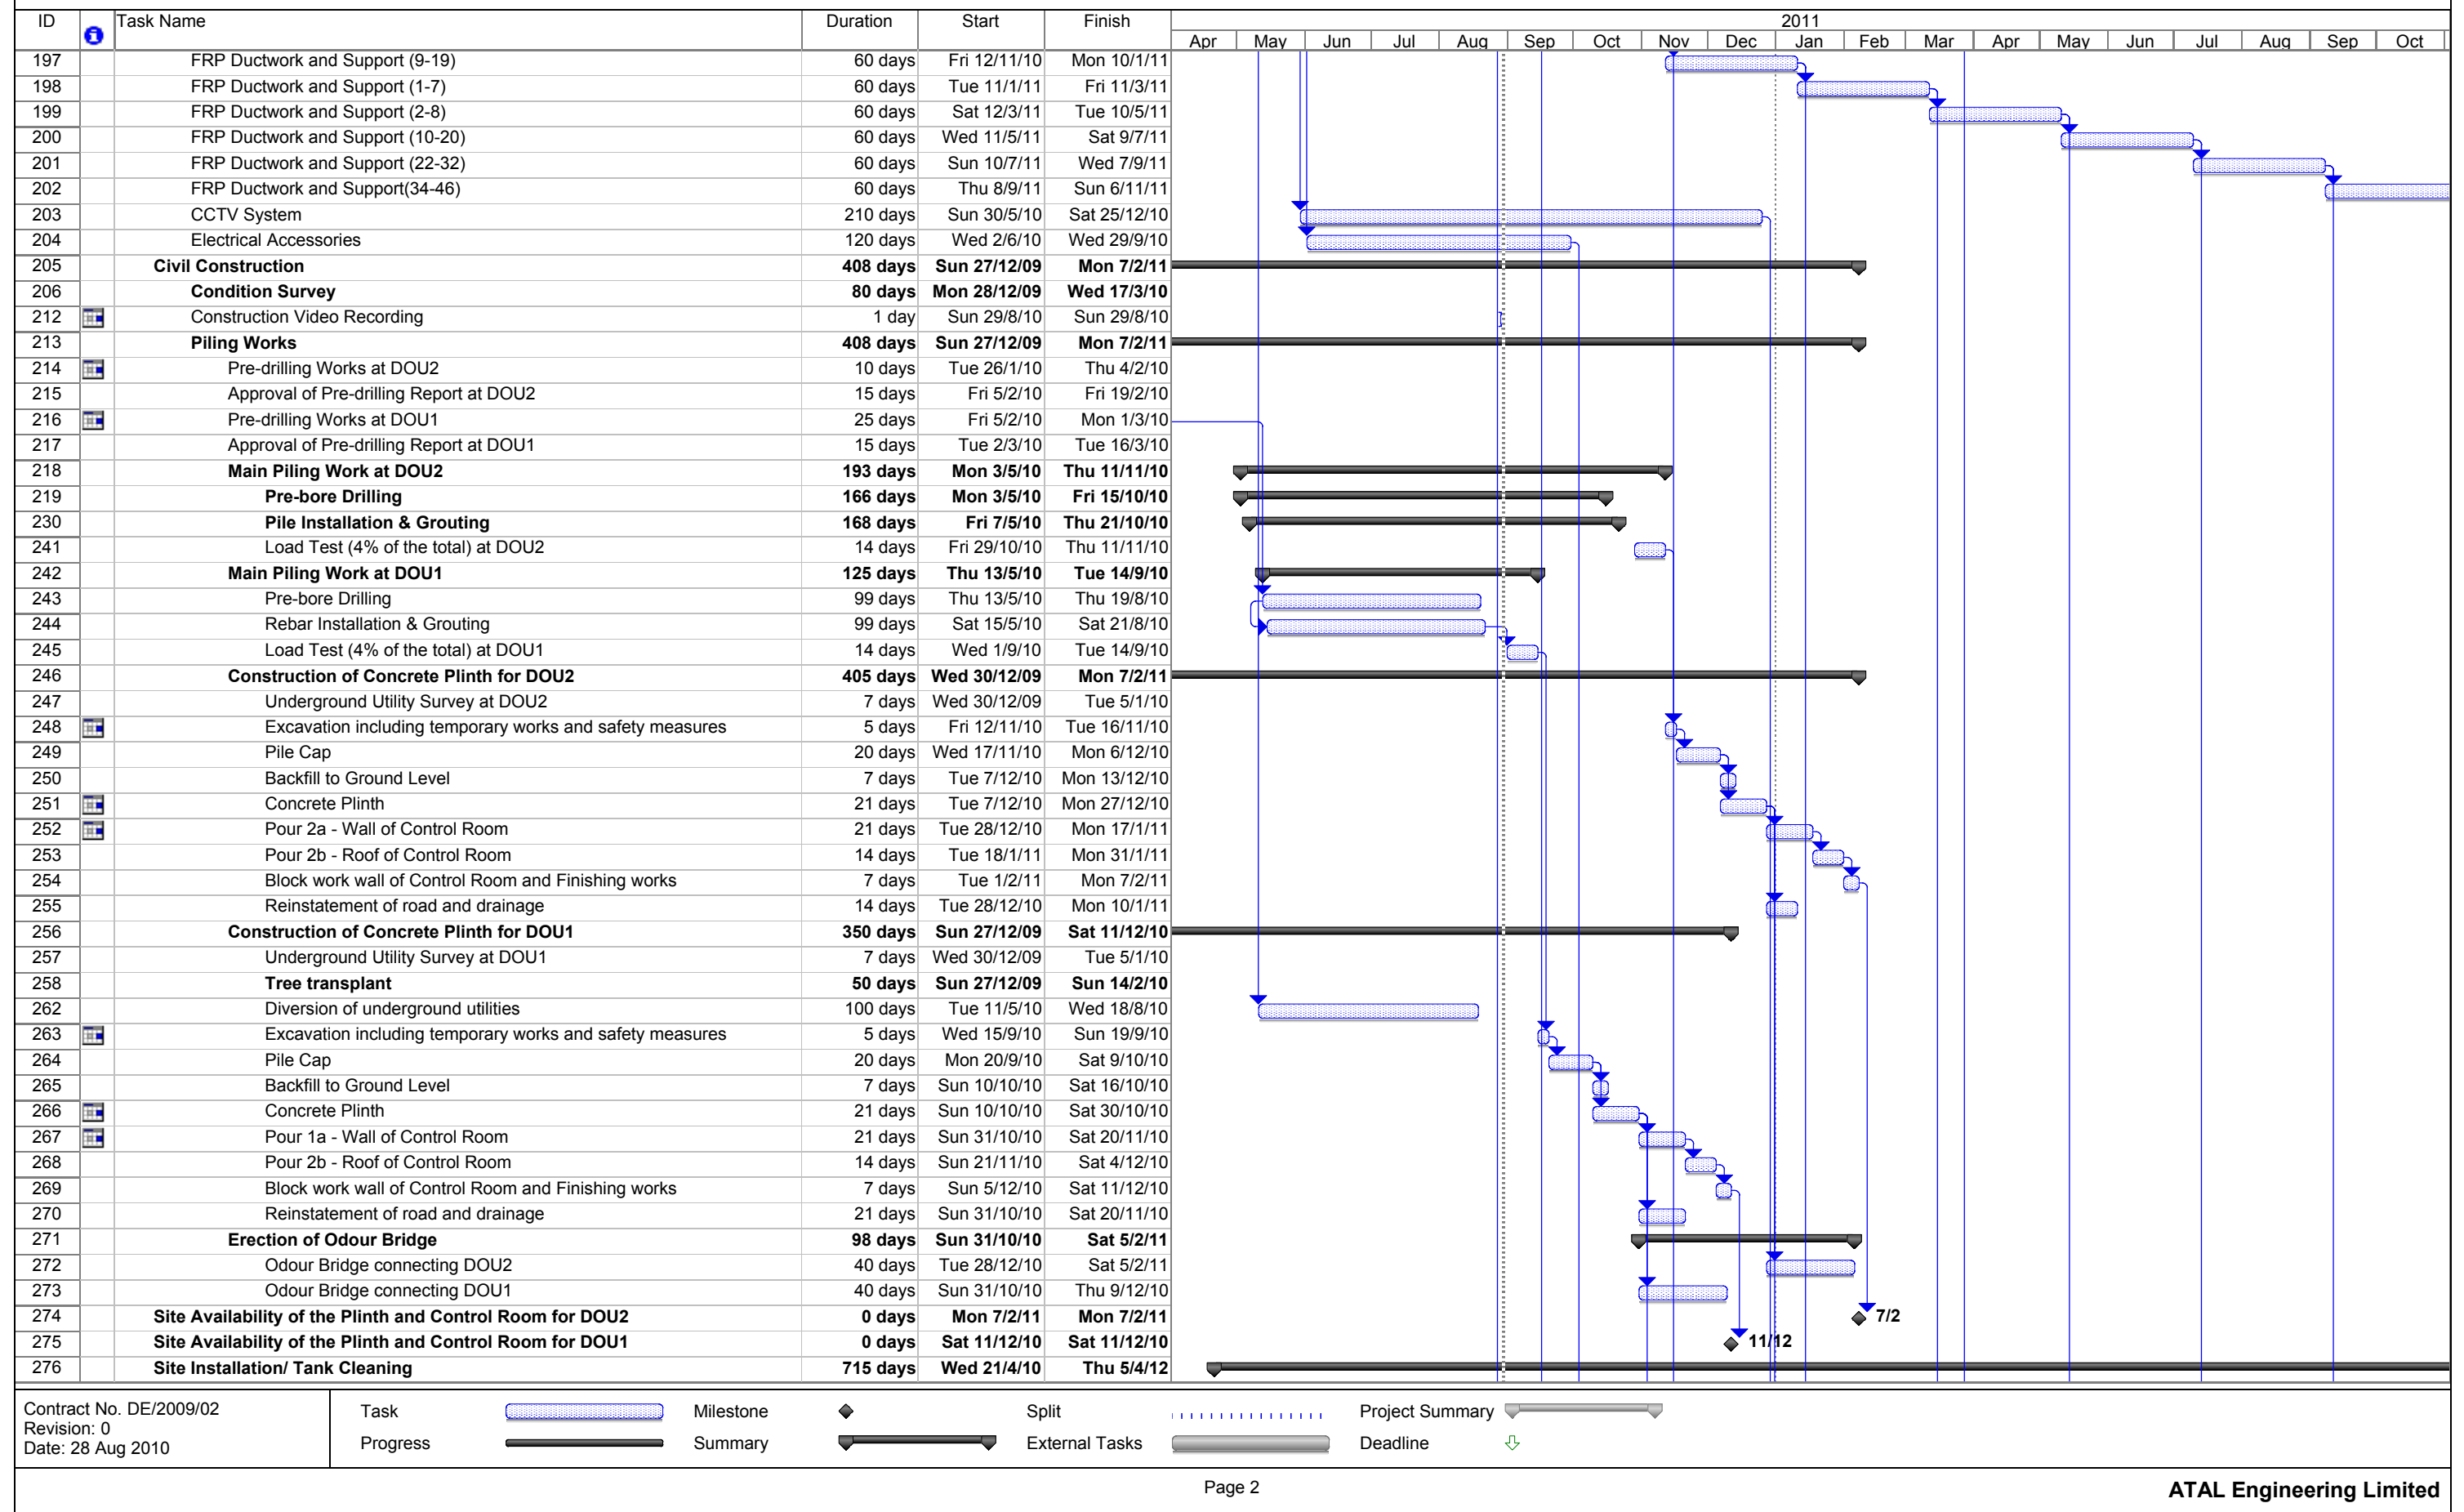 ID Task Name Duration Start Finish 2011
Apr May Jun Jul Aug Sep Oct Nov Dec Jan Feb Mar Apr May Jun Jul Aug Sep Oct
197 FRP Ductwork and Support (9-19) 60 days Fri 12/11/10 Mon 10/1/11
198 FRP Ductwork and Support (1-7) 60 days Tue 11/1/11 Fri 11/3/11
199 FRP Ductwork and Support (2-8) 60 days Sat 12/3/11 Tue 10/5/11
200 FRP Ductwork and Support (10-20) 60 days Wed 11/5/11 Sat 9/7/11
201 FRP Ductwork and Support (22-32) 60 days Sun 10/7/11 Wed 7/9/11
202 FRP Ductwork and Support(34-46) 60 days Thu 8/9/11 Sun 6/11/11
203 CCTV System 210 days Sun 30/5/10 Sat 25/12/10
204 Electrical Accessories 120 days Wed 2/6/10 Wed 29/9/10
205 Civil Construction 408 days Sun 27/12/09 Mon 7/2/11
206 Condition Survey 80 days Mon 28/12/09 Wed 17/3/10
212 Construction Video Recording 1 day Sun 29/8/10 Sun 29/8/10
213 Piling Works 408 days Sun 27/12/09 Mon 7/2/11
214 Pre-drilling Works at DOU2 10 days Tue 26/1/10 Thu 4/2/10
215 Approval of Pre-drilling Report at DOU2 15 days Fri 5/2/10 Fri 19/2/10
216 Pre-drilling Works at DOU1 25 days Fri 5/2/10 Mon 1/3/10
217 Approval of Pre-drilling Report at DOU1 15 days Tue 2/3/10 Tue 16/3/10
218 Main Piling Work at DOU2 193 days Mon 3/5/10 Thu 11/11/10
219 Pre-bore Drilling 166 days Mon 3/5/10 Fri 15/10/10
230 Pile Installation & Grouting 168 days Fri 7/5/10 Thu 21/10/10
241 Load Test (4% of the total) at DOU2 14 days Fri 29/10/10 Thu 11/11/10
242 Main Piling Work at DOU1 125 days Thu 13/5/10 Tue 14/9/10
243 Pre-bore Drilling 99 days Thu 13/5/10 Thu 19/8/10
244 Rebar Installation & Grouting 99 days Sat 15/5/10 Sat 21/8/10
245 Load Test (4% of the total) at DOU1 14 days Wed 1/9/10 Tue 14/9/10
246 Construction of Concrete Plinth for DOU2 405 days Wed 30/12/09 Mon 7/2/11
247 Underground Utility Survey at DOU2 7 days Wed 30/12/09 Tue 5/1/10
248 Excavation including temporary works and safety measures 5 days Fri 12/11/10 Tue 16/11/10
249 Pile Cap 20 days Wed 17/11/10 Mon 6/12/10
250 Backfill to Ground Level 7 days Tue 7/12/10 Mon 13/12/10
251 Concrete Plinth 21 days Tue 7/12/10 Mon 27/12/10
252 Pour 2a - Wall of Control Room 21 days Tue 28/12/10 Mon 17/1/11
253 Pour 2b - Roof of Control Room 14 days Tue 18/1/11 Mon 31/1/11
254 Block work wall of Control Room and Finishing works 7 days Tue 1/2/11 Mon 7/2/11
255 Reinstatement of road and drainage 14 days Tue 28/12/10 Mon 10/1/11
256 Construction of Concrete Plinth for DOU1 350 days Sun 27/12/09 Sat 11/12/10
257 Underground Utility Survey at DOU1 7 days Wed 30/12/09 Tue 5/1/10
258 Tree transplant 50 days Sun 27/12/09 Sun 14/2/10
262 Diversion of underground utilities 100 days Tue 11/5/10 Wed 18/8/10
263 Excavation including temporary works and safety measures 5 days Wed 15/9/10 Sun 19/9/10
264 Pile Cap 20 days Mon 20/9/10 Sat 9/10/10
265 Backfill to Ground Level 7 days Sun 10/10/10 Sat 16/10/10
266 Concrete Plinth 21 days Sun 10/10/10 Sat 30/10/10
267 Pour 1a - Wall of Control Room 21 days Sun 31/10/10 Sat 20/11/10
268 Pour 2b - Roof of Control Room 14 days Sun 21/11/10 Sat 4/12/10
269 Block work wall of Control Room and Finishing works 7 days Sun 5/12/10 Sat 11/12/10
270 Reinstatement of road and drainage 21 days Sun 31/10/10 Sat 20/11/10
271 Erection of Odour Bridge 98 days Sun 31/10/10 Sat 5/2/11
272 Odour Bridge connecting DOU2 40 days Tue 28/12/10 Sat 5/2/11
273 Odour Bridge connecting DOU1 40 days Sun 31/10/10 Thu 9/12/10
274 Site Availability of the Plinth and Control Room for DOU2 0 days Mon 7/2/11 Mon 7/2/11 7/2
275 Site Availability of the Plinth and Control Room for DOU1 0 days Sat 11/12/10 Sat 11/12/10 11/12
276 Site Installation/ Tank Cleaning 715 days Wed 21/4/10 Thu 5/4/12
Contract No. DE/2009/02
Revision: 0
Date: 28 Aug 2010
Task Milestone Split Project Summary
Progress Summary External Tasks Deadline
Page 2
ATAL Engineering Limited